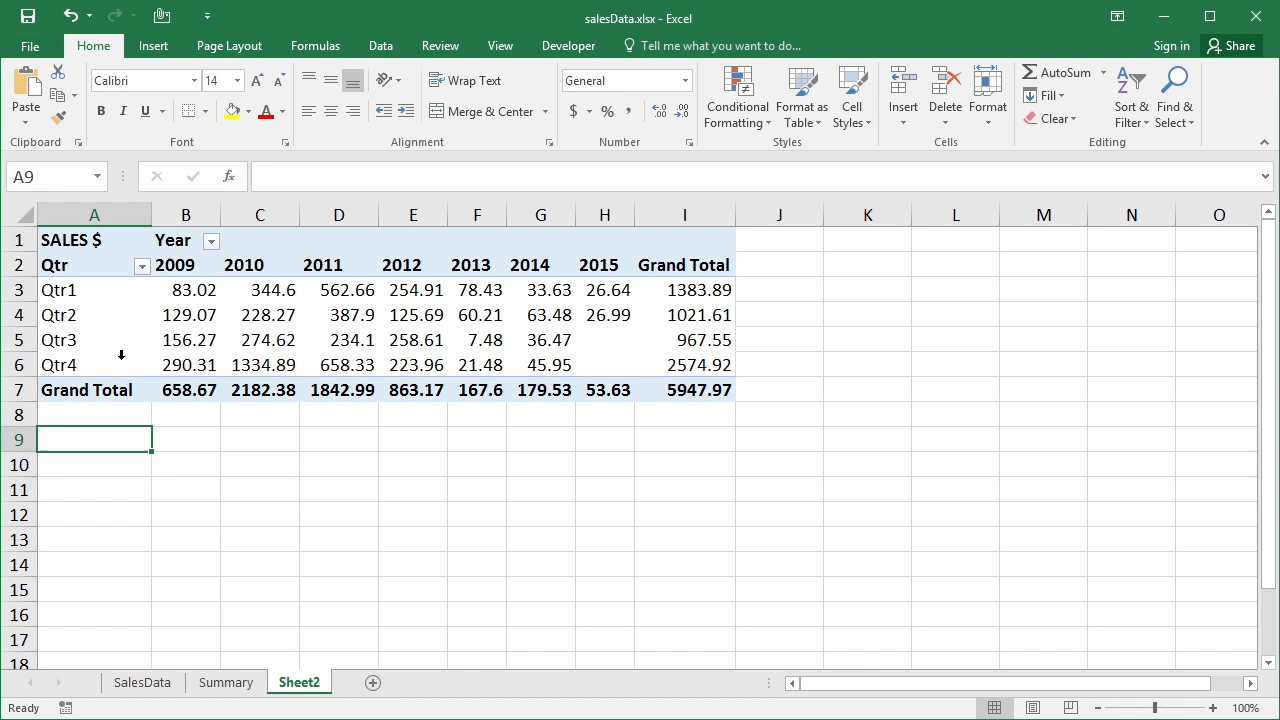 salesData.xlsx - Excel
File Home Insert Page Layout Formulas Data Review View Developer Tell me what you want to do... Sign in Share
Calibri 14 A A Wrap Text General AutoSum
Paste B I U A Merge & Center $ % , Conditional Formatting Format as Table Cell Styles Insert Delete Format Fill Clear Sort & Filter Find & Select
Clipboard Font Alignment Number Styles Cells Editing
A9 fx
A B C D E F G H I J K L M N O
1 SALES $ Year
2 Qtr 2009 2010 2011 2012 2013 2014 2015 Grand Total
3 Qtr1 83.02 344.6 562.66 254.91 78.43 33.63 26.64 1383.89
4 Qtr2 129.07 228.27 387.9 125.69 60.21 63.48 26.99 1021.61
5 Qtr3 156.27 274.62 234.1 258.61 7.48 36.47 967.55
6 Qtr4 290.31 1334.89 658.33 223.96 21.48 45.95 2574.92
7 Grand Total 658.67 2182.38 1842.99 863.17 167.6 179.53 53.63 5947.97
8
9
10
11
12
13
14
15
16
17
18
SalesData Summary Sheet2
Ready 100%